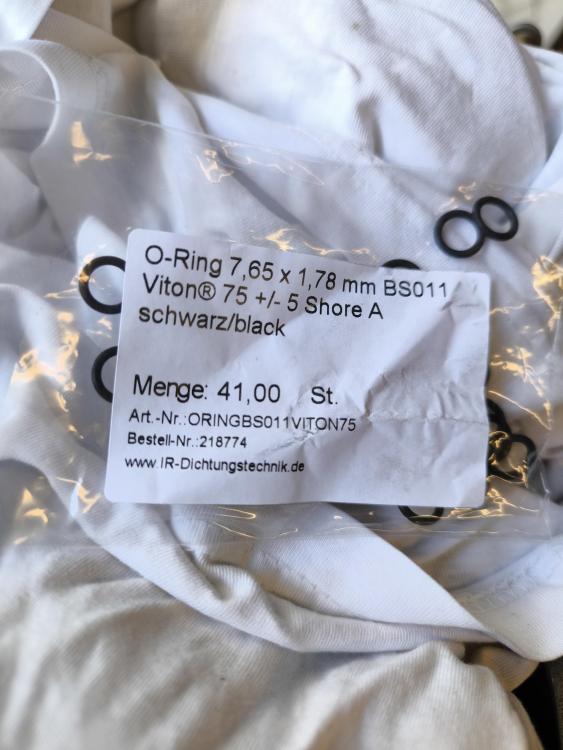 O-Ring 7,65 x 1,78 mm BS011
Viton® 75 +/- 5 Shore A
schwarz/black
Menge: 41,00 St.
Art.-Nr.:ORINGBS011VITON75
Bestell-Nr.:218774
www.IR-Dichtungstechnik.de